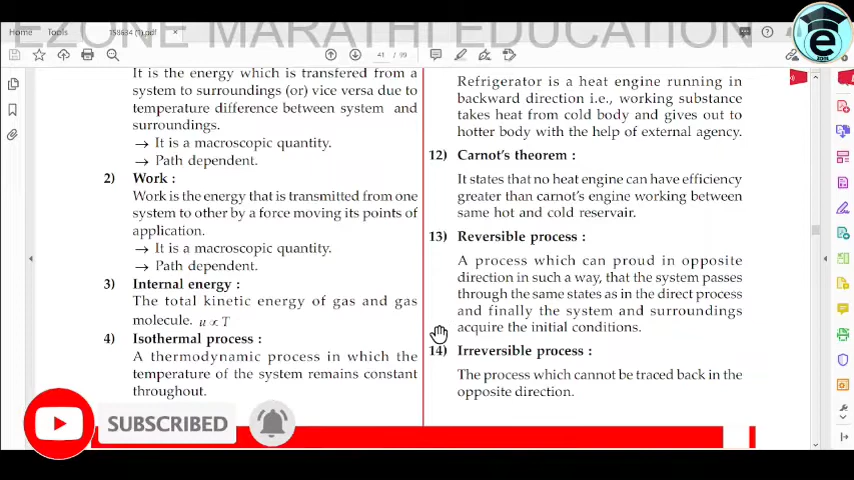 EZONE MARATHI EDUCATION
Home Tools 158634 (1).pdf ×
41 / 99
It is the energy which is transfered from a
system to surroundings (or) vice versa due to
temperature difference between system and
surroundings.
→ It is a macroscopic quantity.
→ Path dependent.
2) Work :
Work is the energy that is transmitted from one
system to other by a force moving its points of
application.
→ It is a macroscopic quantity.
→ Path dependent.
3) Internal energy :
The total kinetic energy of gas and gas
molecule. μ ∝ T
4) Isothermal process :
A thermodynamic process in which the
temperature of the system remains constant
throughout.
Refrigerator is a heat engine running in
backward direction i.e., working substance
takes heat from cold body and gives out to
hotter body with the help of external agency.
12) Carnot's theorem :
It states that no heat engine can have efficiency
greater than carnot's engine working between
same hot and cold reservair.
13) Reversible process :
A process which can proud in opposite
direction in such a way, that the system passes
through the same states as in the direct process
and finally the system and surroundings
acquire the initial conditions.
14) Irreversible process :
The process which cannot be traced back in the
opposite direction.
SUBSCRIBED
e